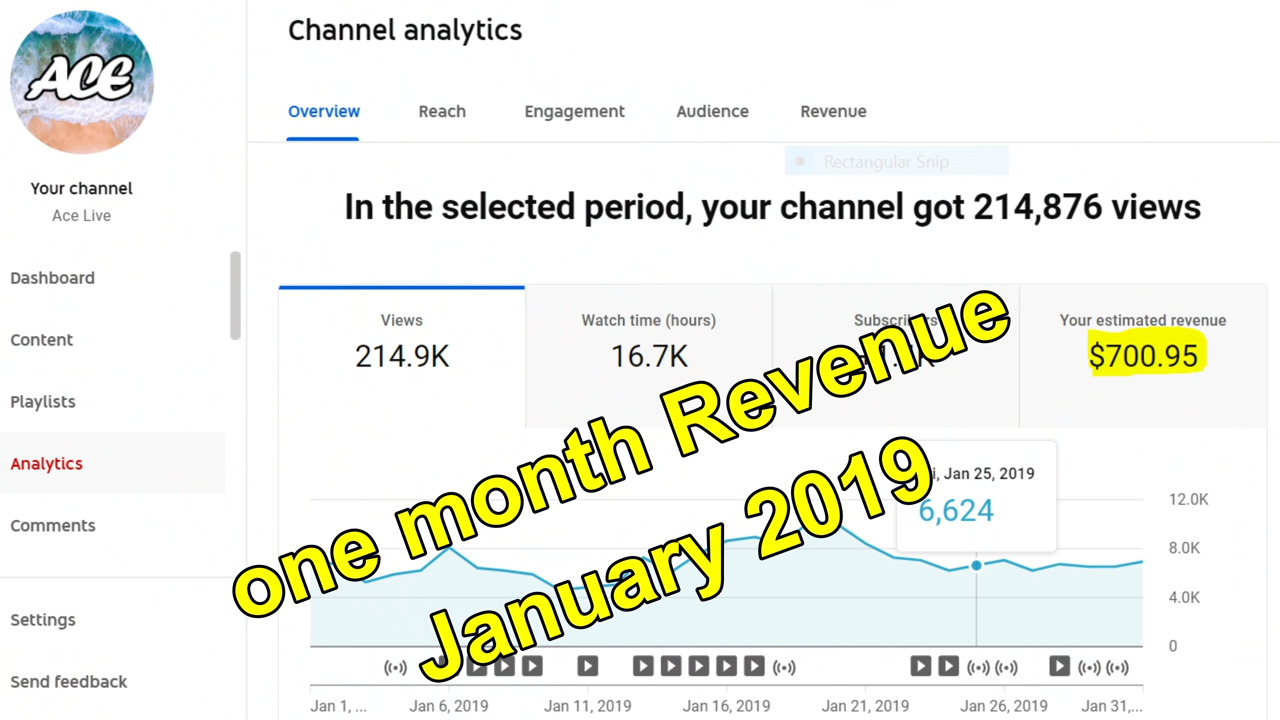 ACE
Your channel
Ace Live
Dashboard
Content
Playlists
Analytics
Comments
Settings
Send feedback
Channel analytics
Overview Reach Engagement Audience Revenue
Rectangular Snip
In the selected period, your channel got 214,876 views
Views
214.9K
Watch time (hours)
16.7K
Subscribers
Your estimated revenue
$700.95
one month Revenue
January 2019
Jan 25, 2019
6,624
12.0K
8.0K
4.0K
0
Jan 1, ... Jan 6, 2019 Jan 11, 2019 Jan 16, 2019 Jan 21, 2019 Jan 26, 2019 Jan 31,...